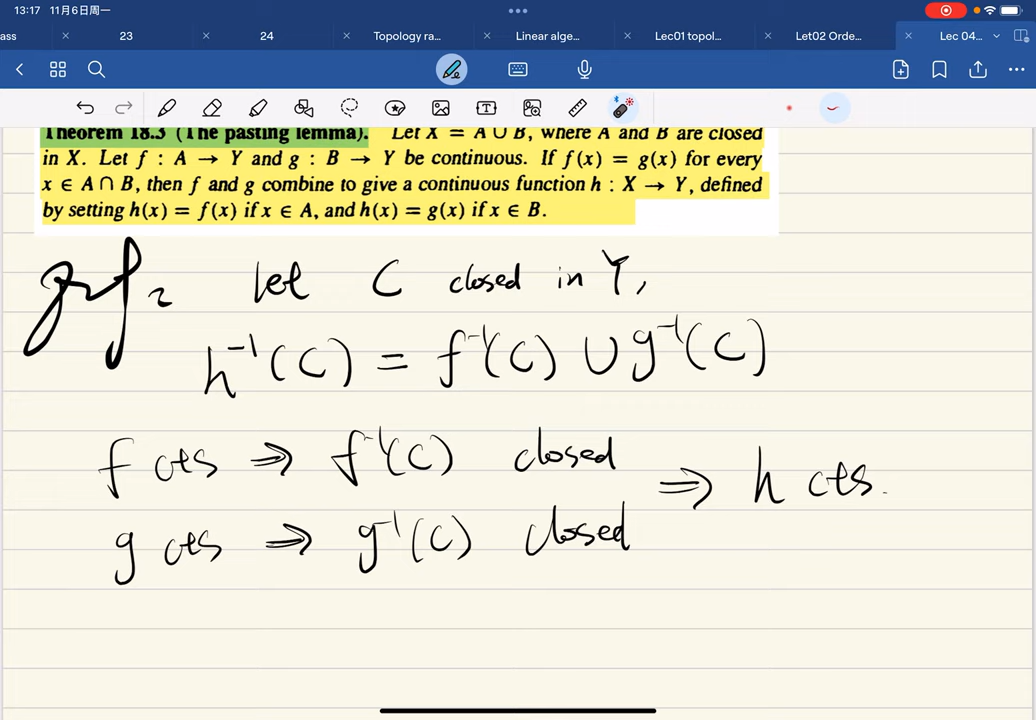 13:17 11月6日周一
ass 23 24 Topology ra... Linear alge... Lec01 topol... Let02 Orde... Lec 04...
Theorem 18.3 (The pasting lemma). Let X = A ∪ B, where A and B are closed
in X. Let f : A → Y and g : B → Y be continuous. If f(x) = g(x) for every
x ∈ A ∩ B, then f and g combine to give a continuous function h : X → Y, defined
by setting h(x) = f(x) if x ∈ A, and h(x) = g(x) if x ∈ B.
let C closed in Y,
h⁻¹(C) = f⁻¹(C) ∪ g⁻¹(C)
f cts ⇒ f⁻¹(C) closed
⇒ h cts.
g cts ⇒ g⁻¹(C) closed